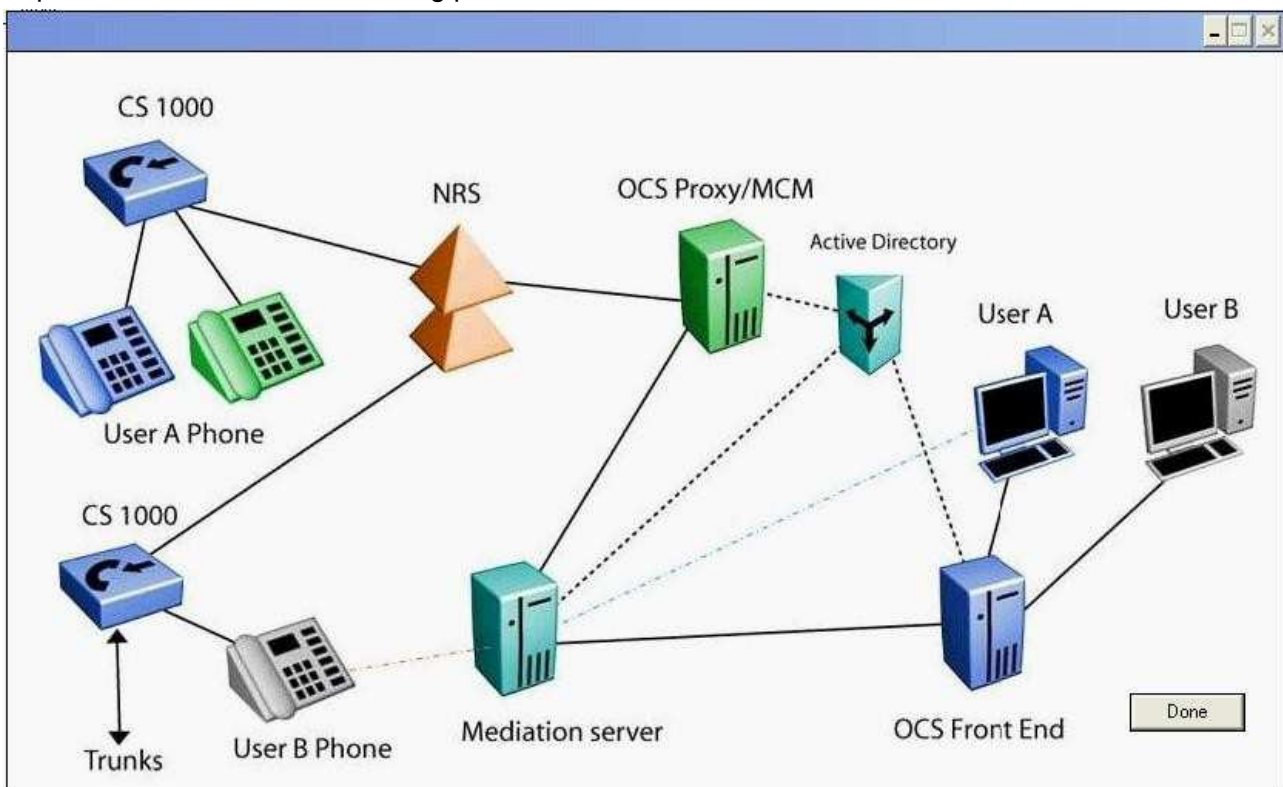 CS 1000
NRS
OCS Proxy/MCM
Active Directory
User A
User B
User A Phone
CS 1000
Trunks
User B Phone
Mediation server
OCS Front End
Done